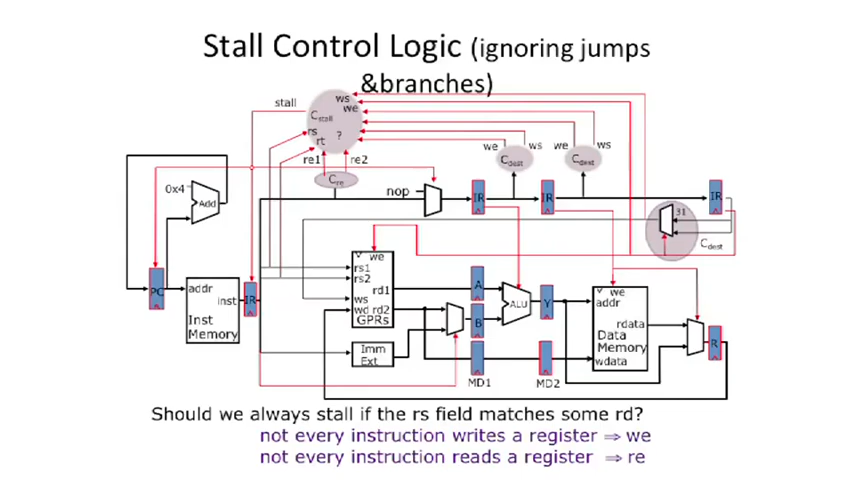 Stall Control Logic (ignoring jumps
&branches)
stall
ws
we
Cstall
rs
?
rt
re1
re2
Cre
we
ws
we
ws
Cdest
Cdest
nop
IR
IR
IR
31
Cdest
0x4
Add
PC
addr
inst
IR
Inst
Memory
we
rs1
rs2
rd1
ws
wd rd2
GPRs
Imm
Ext
A
B
ALU
Y
MD1
MD2
we
addr
rdata
Data
Memory
wdata
R
Should we always stall if the rs field matches some rd?
not every instruction writes a register ⇒ we
not every instruction reads a register ⇒ re